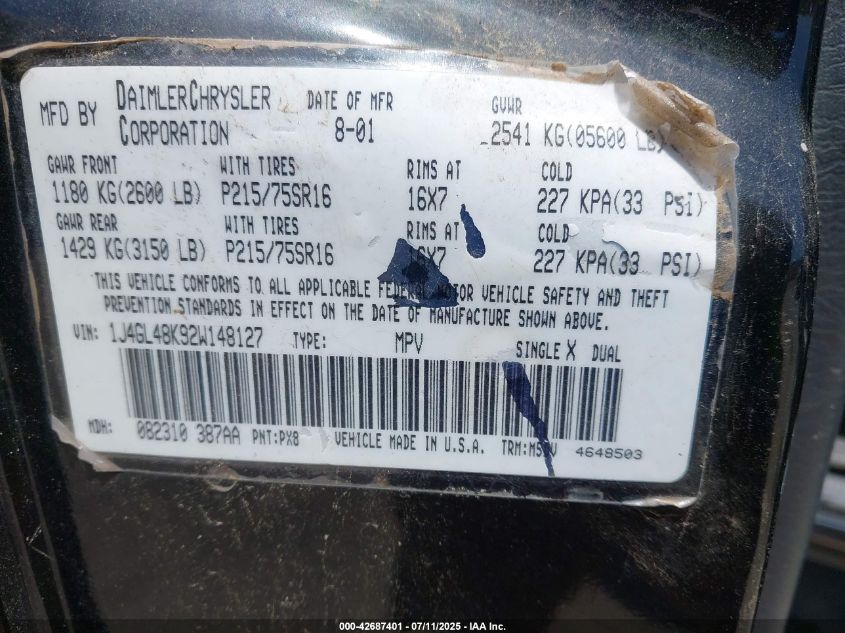 MFD BY DAIMLERCHRYSLER CORPORATION DATE OF MFR 8-01 GVWR 2541 KG(05600 LB)
GAWR FRONT WITH TIRES RIMS AT COLD
1180 KG(2600 LB) P215/75SR16 16X7 227 KPA(33 PSI)
GAWR REAR WITH TIRES RIMS AT COLD
1429 KG(3150 LB) P215/75SR16 16X7 227 KPA(33 PSI)
THIS VEHICLE CONFORMS TO ALL APPLICABLE FEDERAL MOTOR VEHICLE SAFETY AND THEFT
PREVENTION STANDARDS IN EFFECT ON THE DATE OF MANUFACTURE SHOWN ABOVE.
VIN: 1J4GL48K92W148127 TYPE: MPV SINGLE X DUAL
MDH: 082310 387AA PNT:PX8 VEHICLE MADE IN U.S.A. 4648503
000-42687401 - 07/11/2025 - IAA Inc.